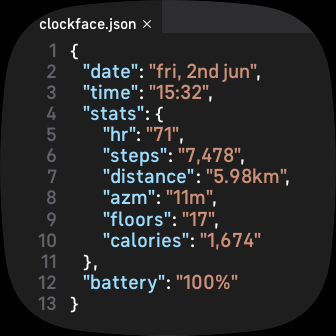 clockface.json ×
1 {
2 "date": "fri, 2nd jun",
3 "time": "15:32",
4 "stats": {
5 "hr": "71",
6 "steps": "7,478",
7 "distance": "5.98km",
8 "azm": "11m",
9 "floors": "17",
10 "calories": "1,674"
11 },
12 "battery": "100%"
13 }